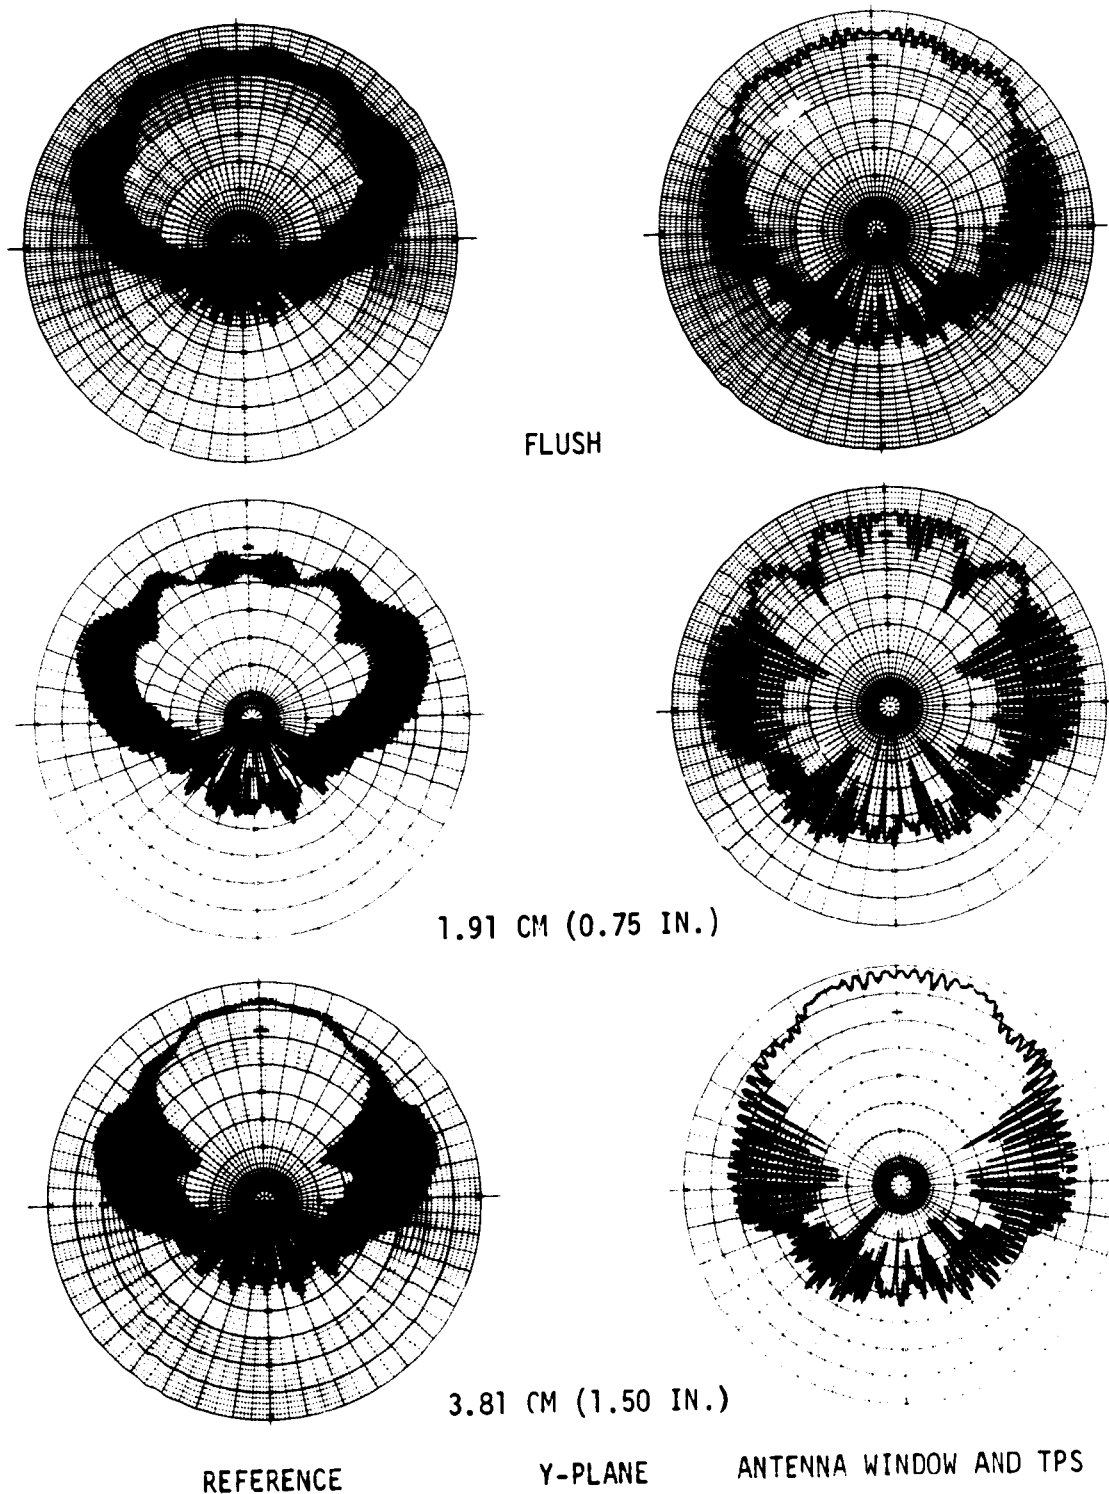 FLUSH
1.91 CM (0.75 IN.)
3.81 CM (1.50 IN.)
REFERENCE
Y-PLANE
ANTENNA WINDOW AND TPS